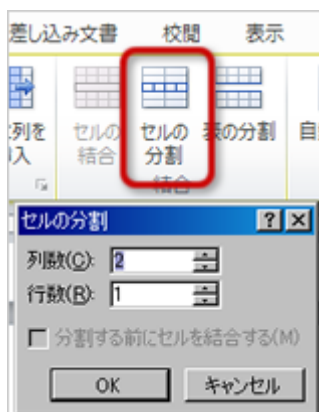 差し込み文書 校閲 表示
列を
入
セルの
結合
セルの
分割
表の分割
自
結合
セルの分割
列数(C): 2
行数(R): 1
分割する前にセルを結合する(M)
OK キャンセル